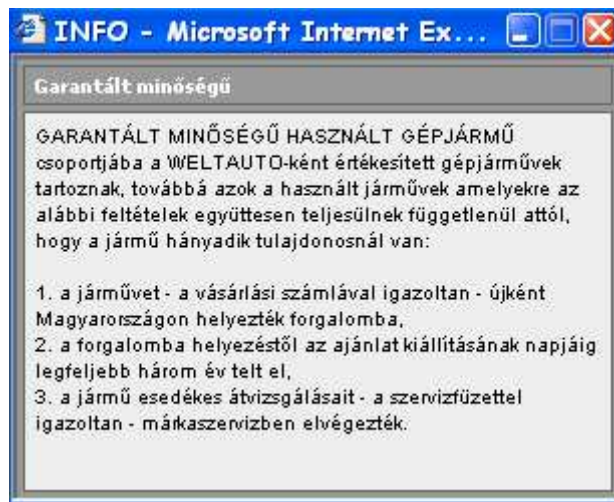 INFO - Microsoft Internet Ex...
Garantált minőségű
GARANTÁLT MINŐSÉGŰ HASZNÁLT GÉPJÁRMŰ
csoportjába a WELTAUTO-ként értékesített gépjárművek
tartoznak, továbbá azok a használt járművek amelyekre az
alábbi feltételek együttesen teljesülnek függetlenül attól,
hogy a jármű hányadik tulajdonosnál van:
1. a járművet - a vásárlási számlával igazoltan - újként
Magyarországon helyezték forgalomba,
2. a forgalomba helyezéstől az ajánlat kiállításának napjáig
legfeljebb három év telt el,
3. a jármű esedékes átvizsgálásait - a szervizfüzettel
igazoltan - márkaszervizben elvégezték.